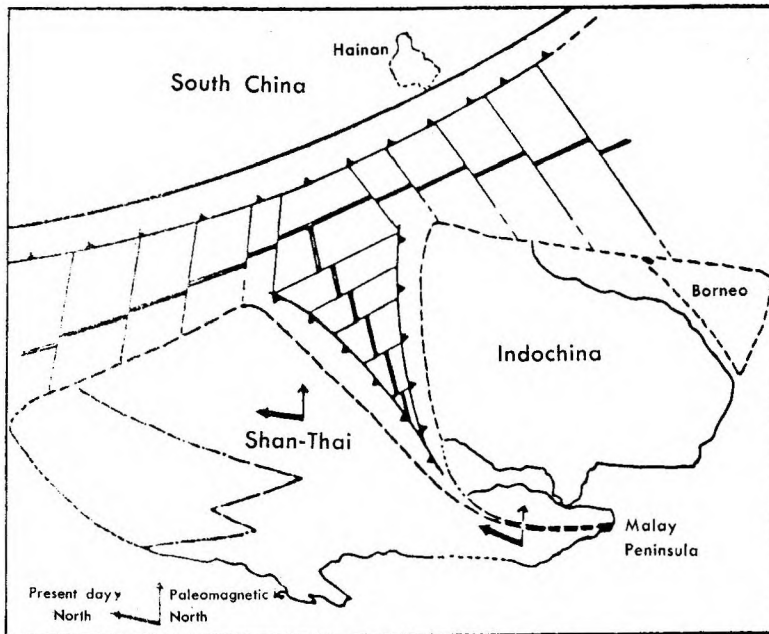 Hainan
South China
Borneo
Indochina
Shan-Thai
Malay
Peninsula
Present day
North
Paleomagnetic
North